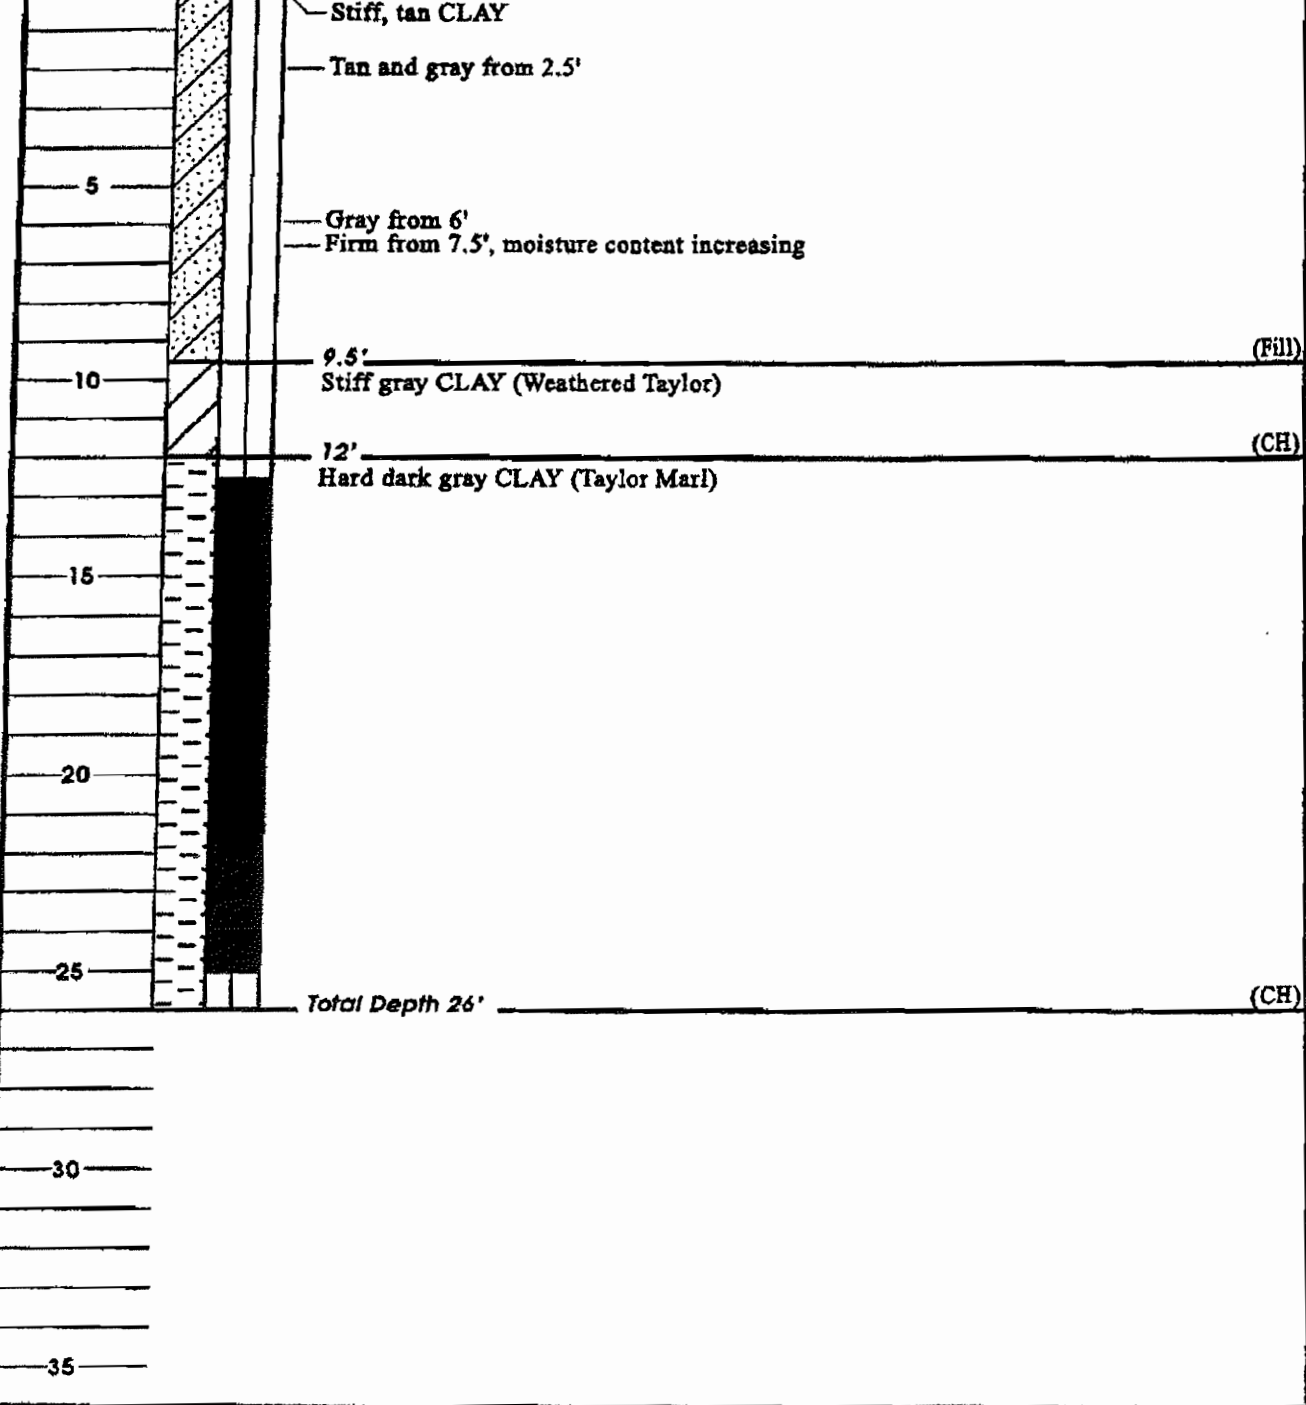 Stiff, tan CLAY
Tan and gray from 2.5'
5
Gray from 6'
Firm from 7.5', moisture content increasing
9.5' (Fill)
10
Stiff gray CLAY (Weathered Taylor)
12' (CH)
Hard dark gray CLAY (Taylor Marl)
15
20
25
Total Depth 26' (CH)
30
35